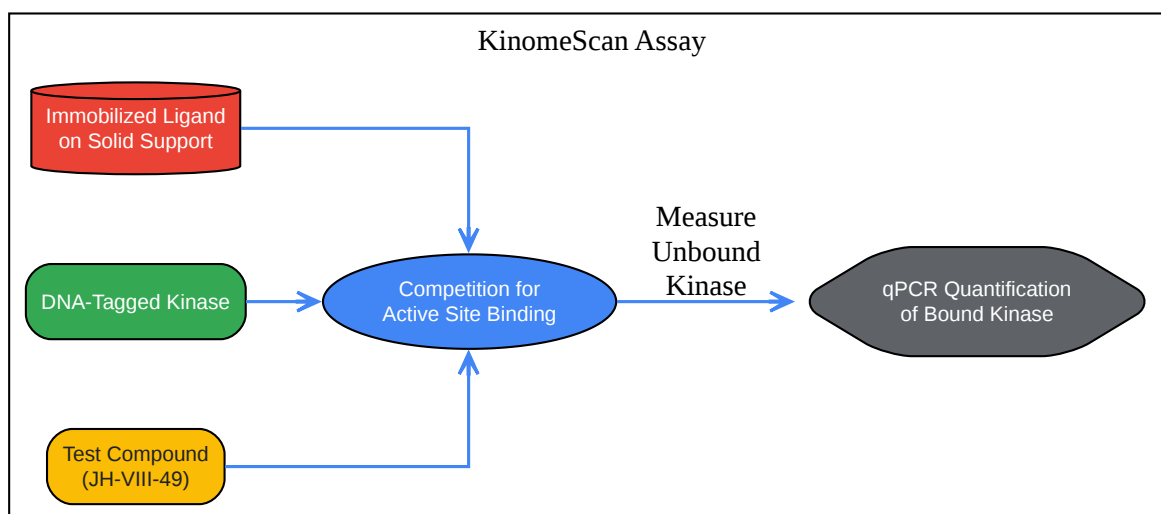 KinomeScan Assay
Immobilized Ligand
on Solid Support
DNA-Tagged Kinase
Test Compound
(JH-VIII-49)
Competition for
Active Site Binding
Measure
Unbound
Kinase
qPCR Quantification
of Bound Kinase